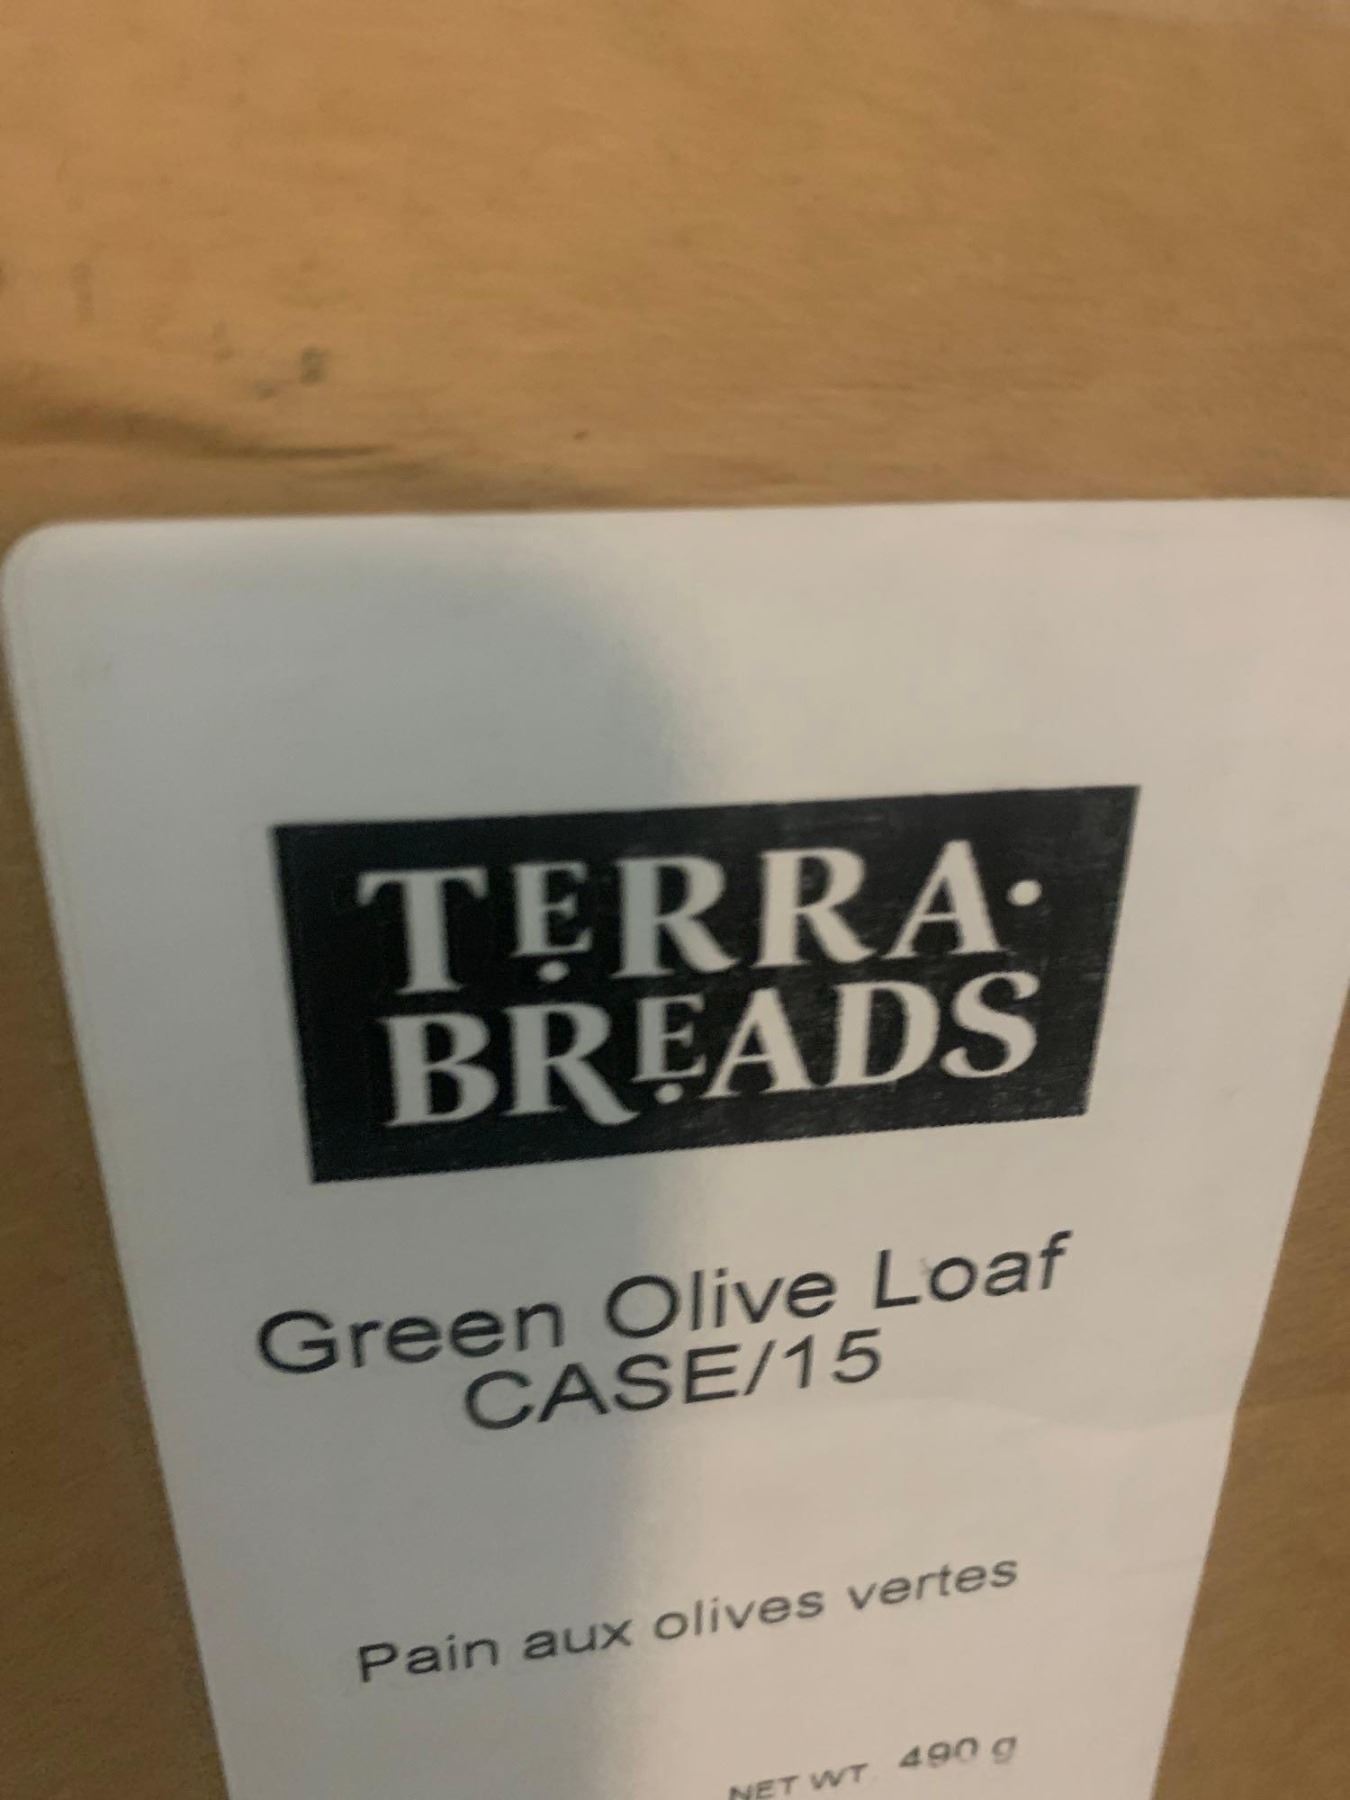 TERRA
BREADS
Green Olive Loaf
CASE/15
Pain aux olives vertes
NET WT 490 g